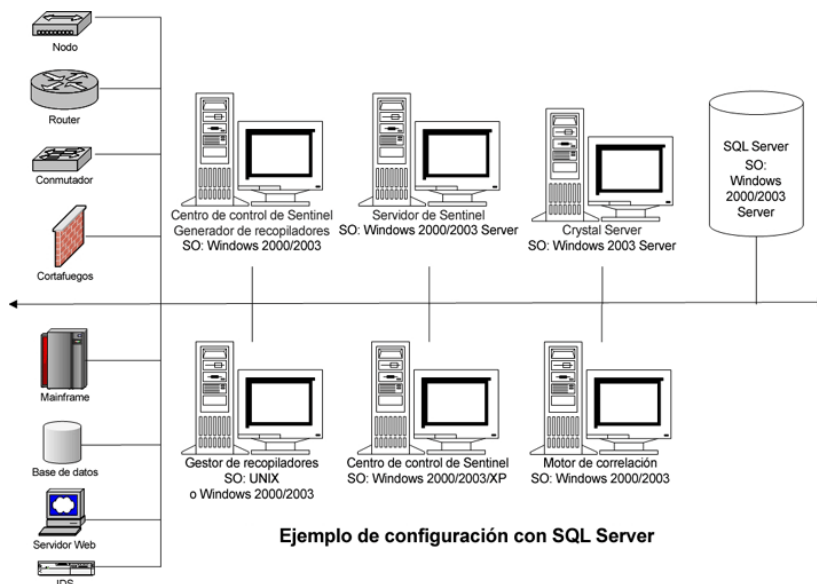 Nodo
Router
Conmutador
Cortafuegos
Centro de control de Sentinel
Generador de recopiladores
SO: Windows 2000/2003
Servidor de Sentinel
SO: Windows 2000/2003 Server
Crystal Server
SO: Windows 2003 Server
SQL Server
SO:
Windows
2000/2003
Server
Mainframe
Base de datos
Servidor Web
IDS
Gestor de recopiladores
SO: UNIX
o Windows 2000/2003
Centro de control de Sentinel
SO: Windows 2000/2003/XP
Motor de correlación
SO: Windows 2000/2003
Ejemplo de configuración con SQL Server